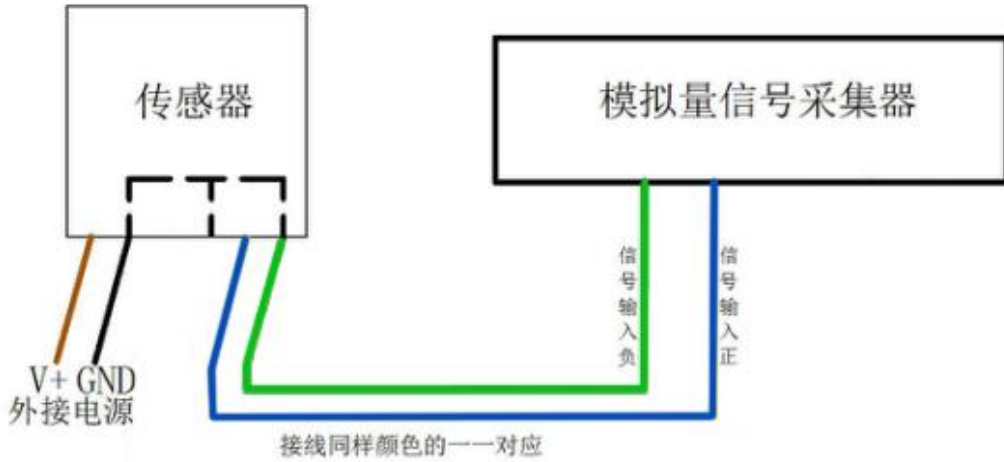 传感器
模拟量信号采集器
信号输入负
信号输入正
V+ GND
外接电源
接线同样颜色的一一对应